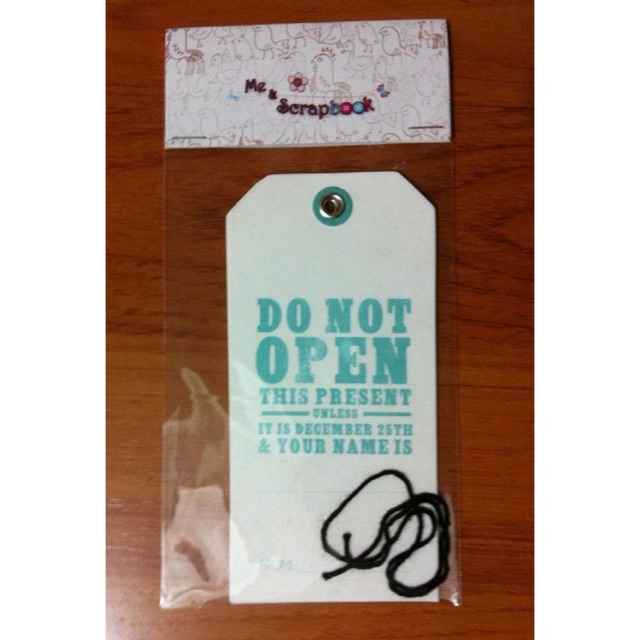 Me &
Scrapbook
DO NOT
OPEN
THIS PRESENT
UNLESS
IT IS DECEMBER 25TH
& YOUR NAME IS